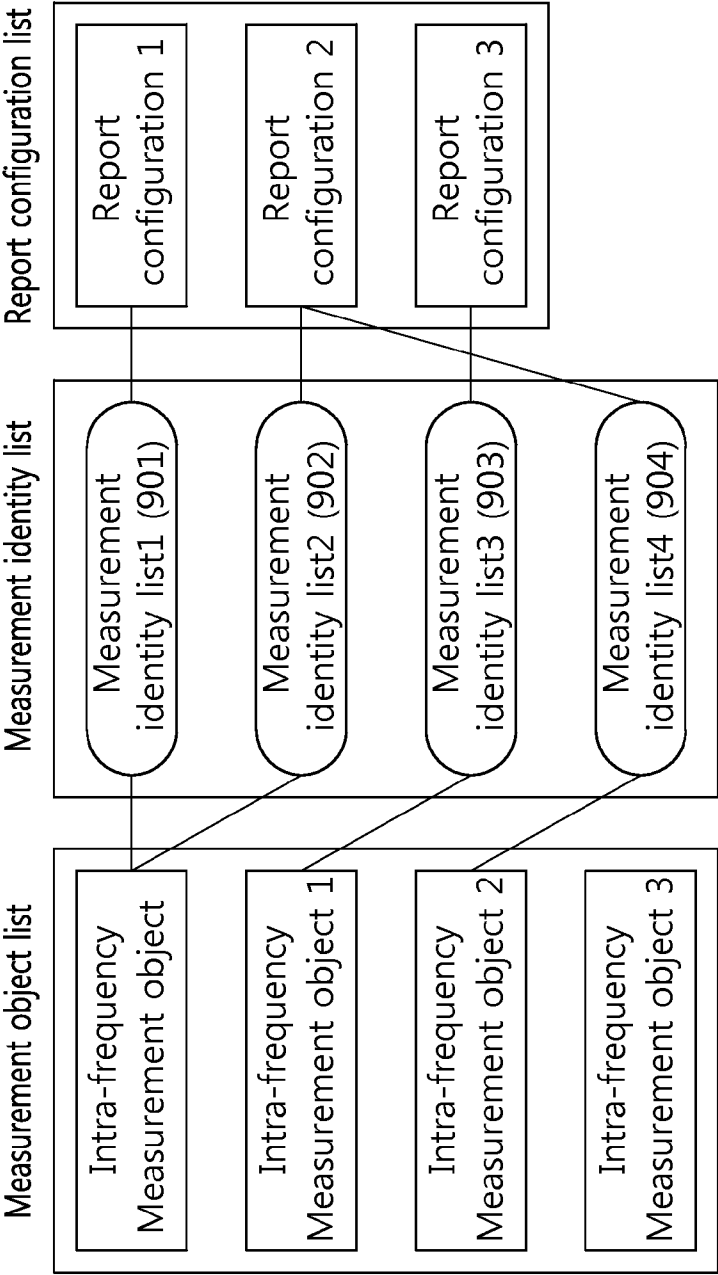 Measurement object list
Intra-frequency
Measurement object
Intra-frequency
Measurement object 1
Intra-frequency
Measurement object 2
Intra-frequency
Measurement object 3
Measurement identity list
Measurement
identity list1 (901)
Measurement
identity list2 (902)
Measurement
identity list3 (903)
Measurement
identity list4 (904)
Report configuration list
Report
configuration 1
Report
configuration 2
Report
configuration 3